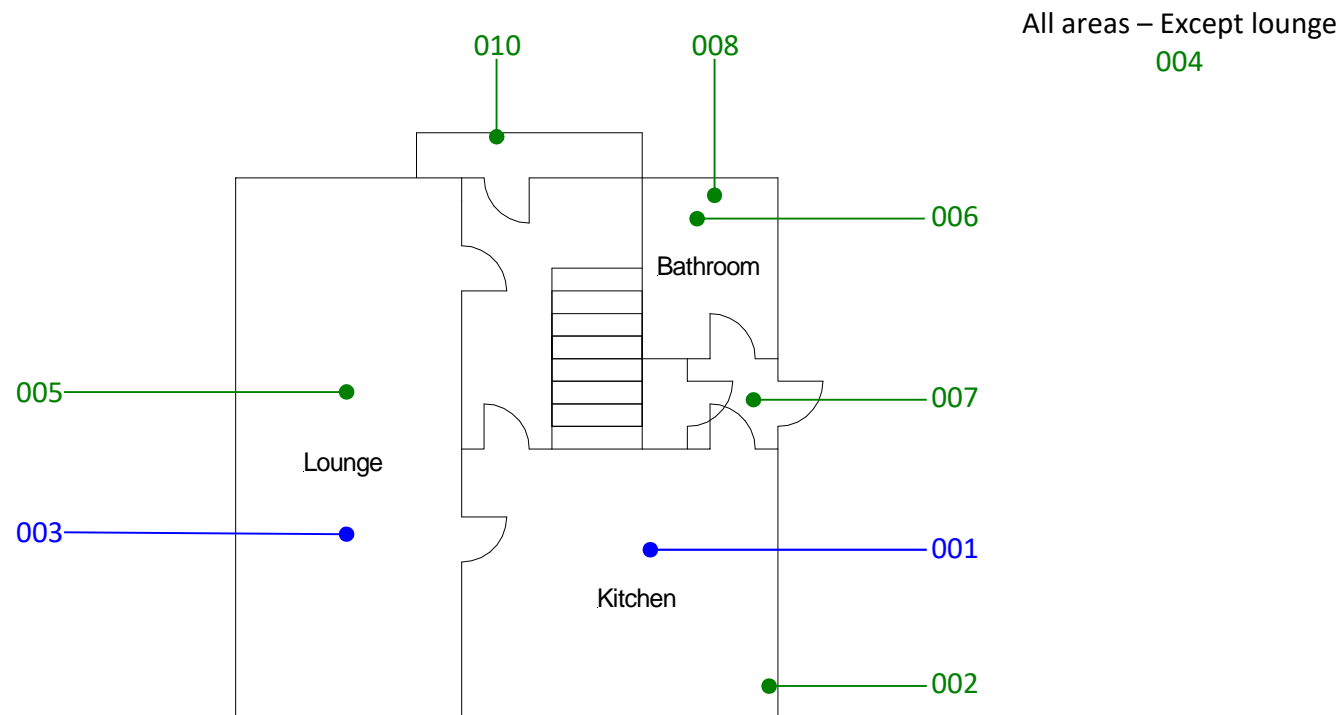 All areas – Except lounge
004
010
008
006
Bathroom
005
007
Lounge
003
001
Kitchen
002